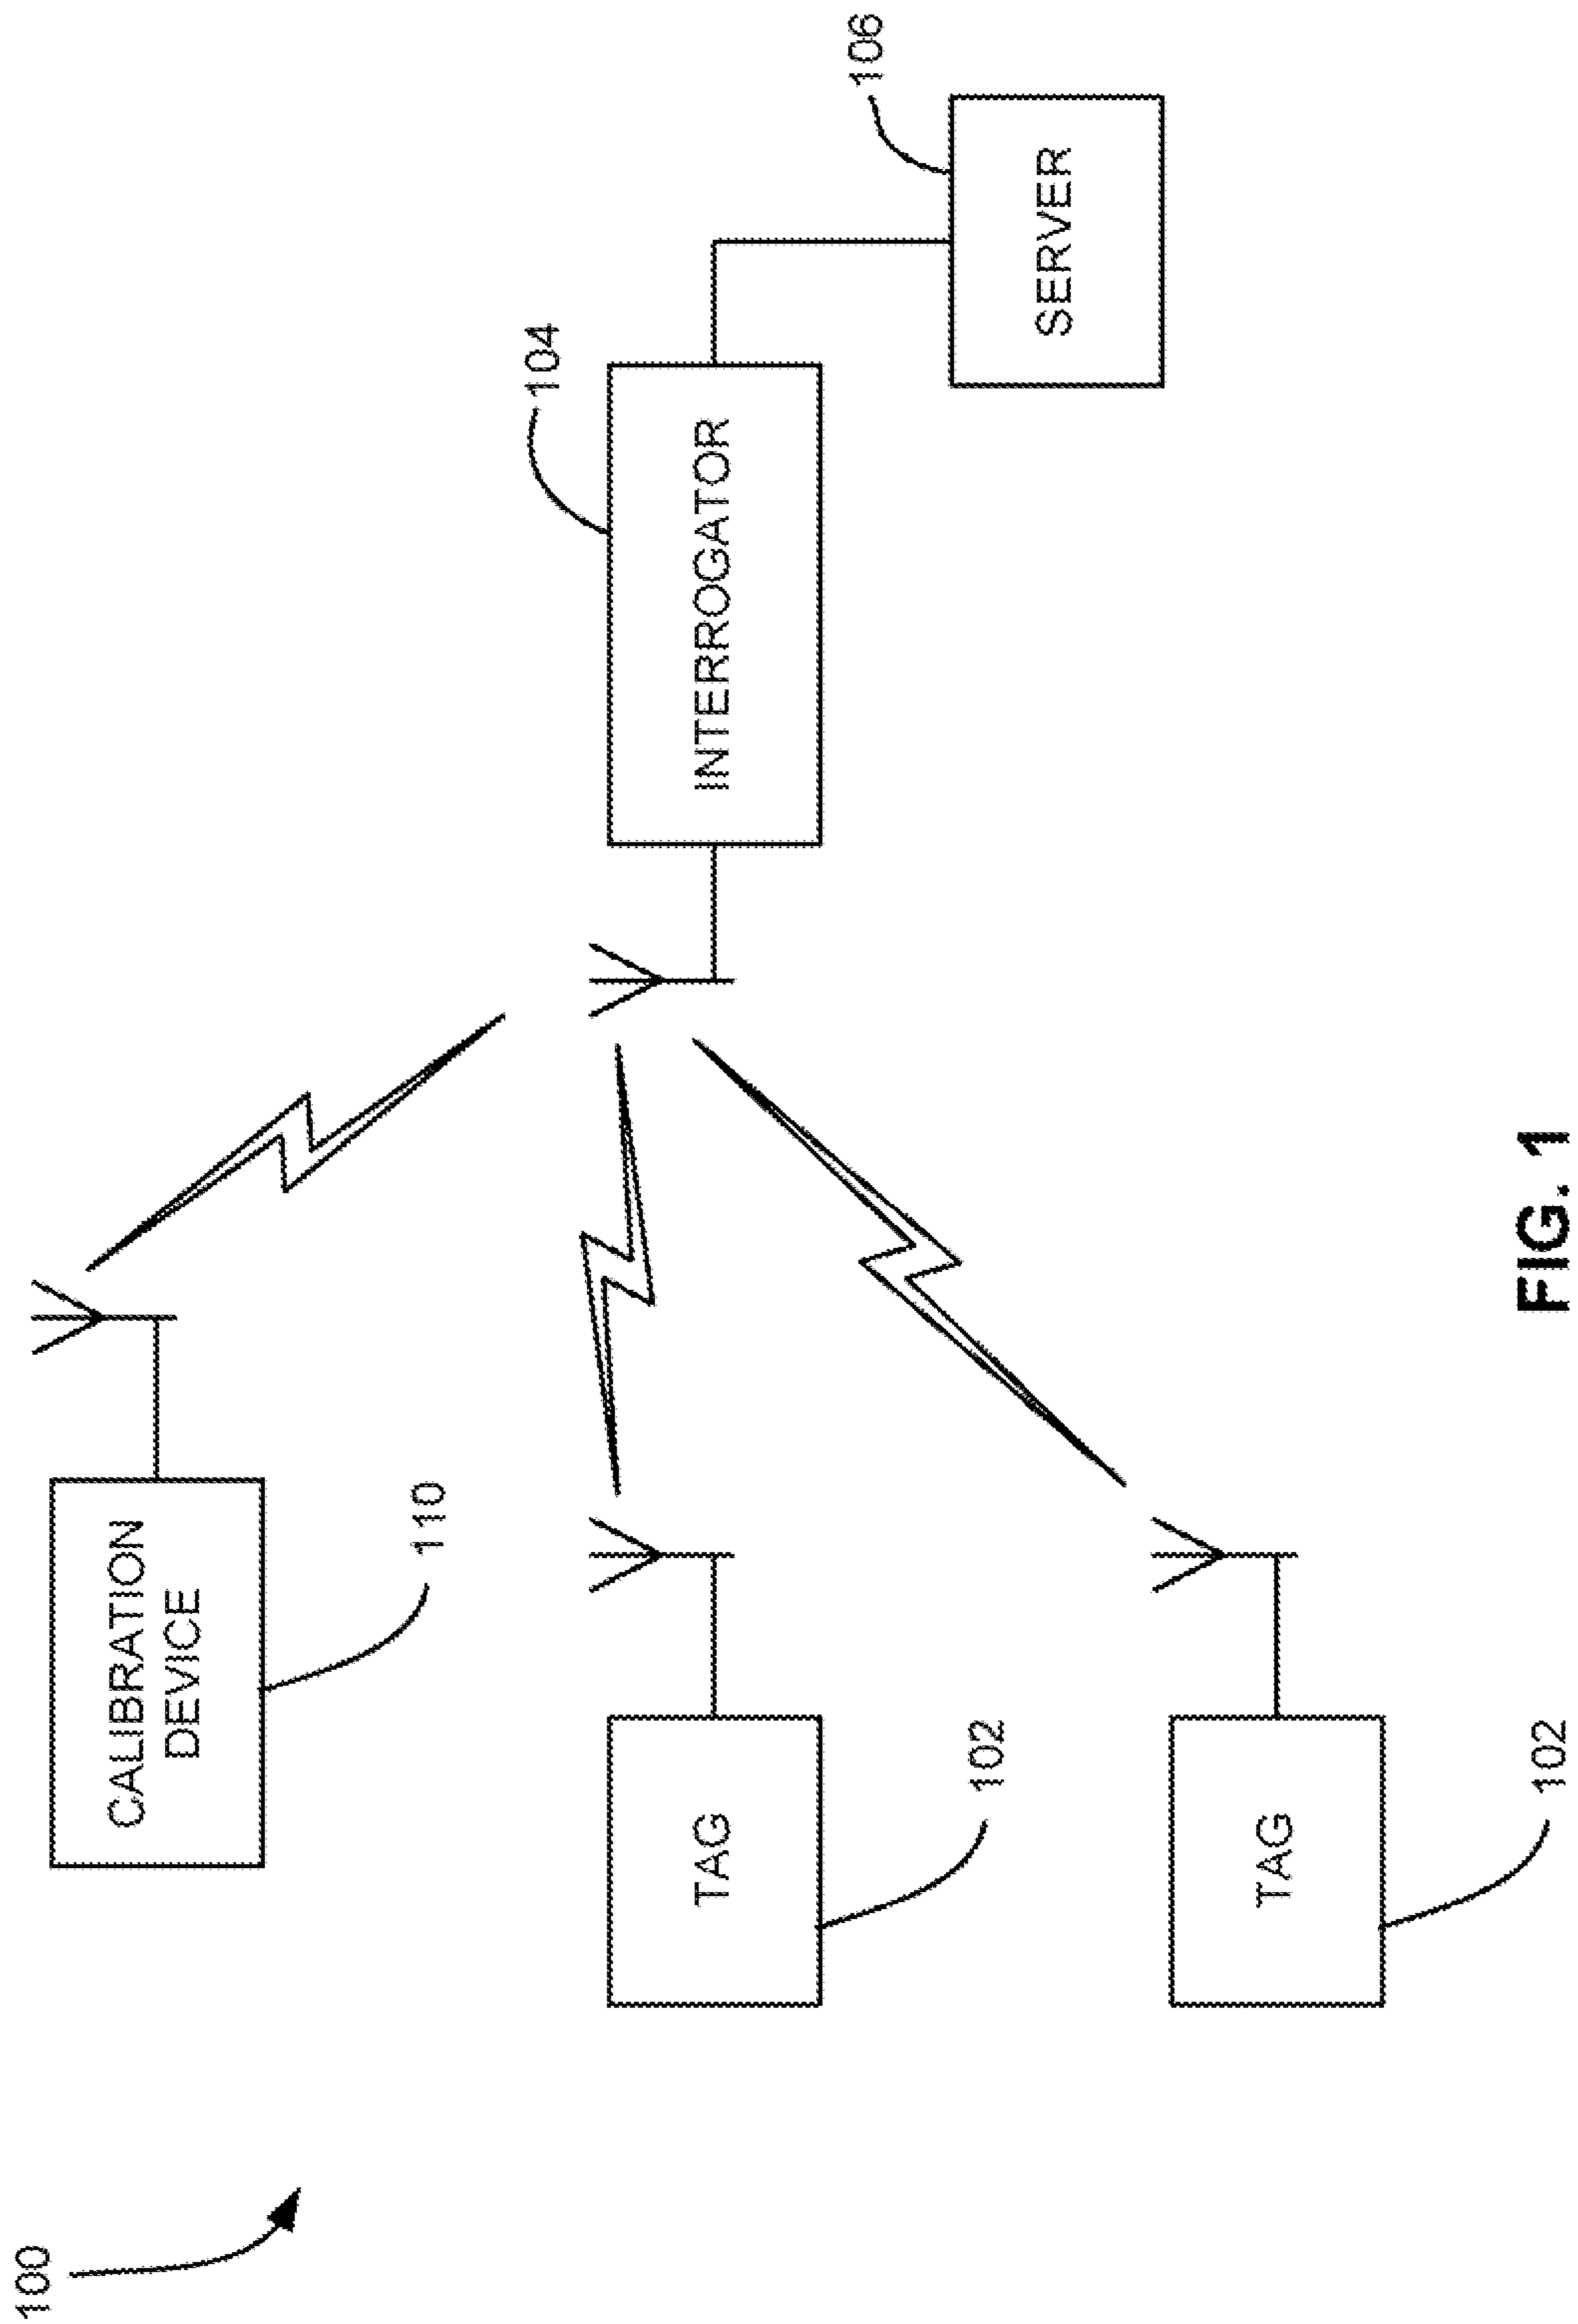 100
CALIBRATION
DEVICE
110
104
106
TAG
INTERROGATOR
102
SERVER
TAG
102
FIG. 1